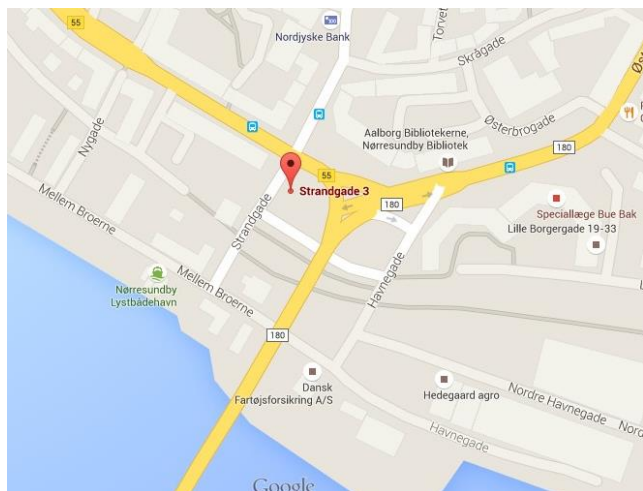 55
100
Nordjyske Bank
Torvet
Skrågade
Østerbrogade
Aalborg Bibliotekerne,
Nørresundby Bibliotek
180
Nygade
55
Strandgade 3
180
Speciallæge Bue Bak
Lille Borgergade 19-33
Mellem Broerne
Strandgade
Havnegade
Nørresundby
Lystbådehavn
Mellem Broerne
180
Dansk
Fartøjsforsikring A/S
Hedegaard agro
Nordre Havnegade
Havnegade
Google